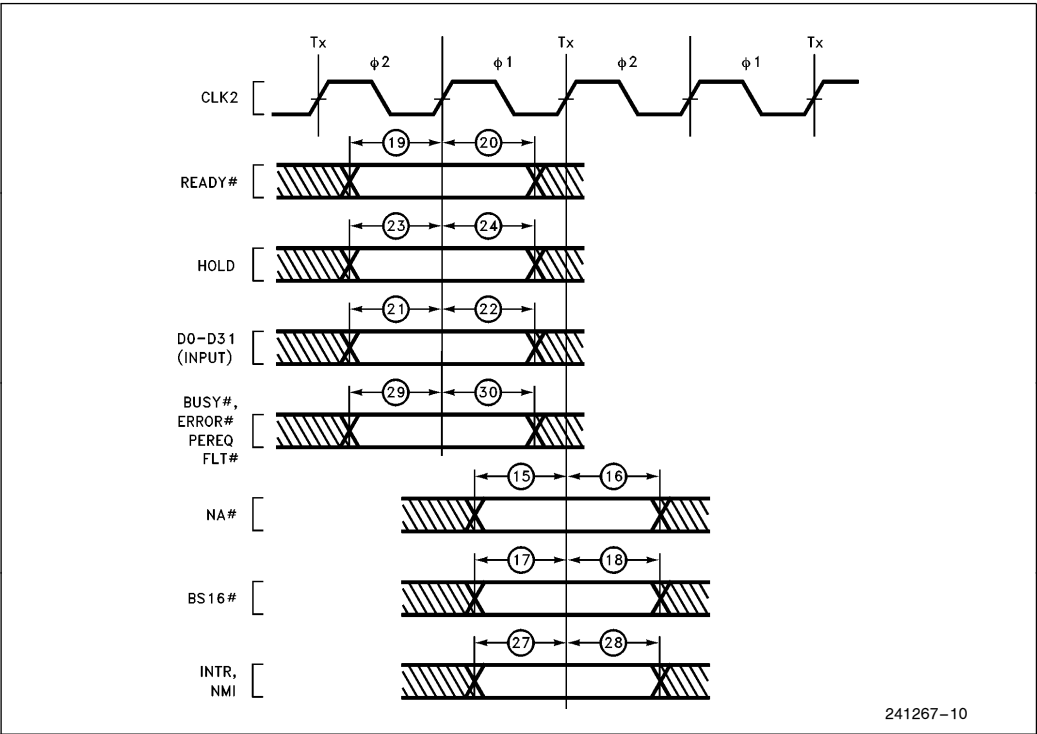 Tx Tx Tx
φ2 φ1 φ2 φ1
CLK2
19 20
READY#
23 24
HOLD
21 22
D0-D31
(INPUT)
29 30
BUSY#,
ERROR#
PEREQ
FLT#
15 16
NA#
17 18
BS16#
27 28
INTR,
NMI
241267-10